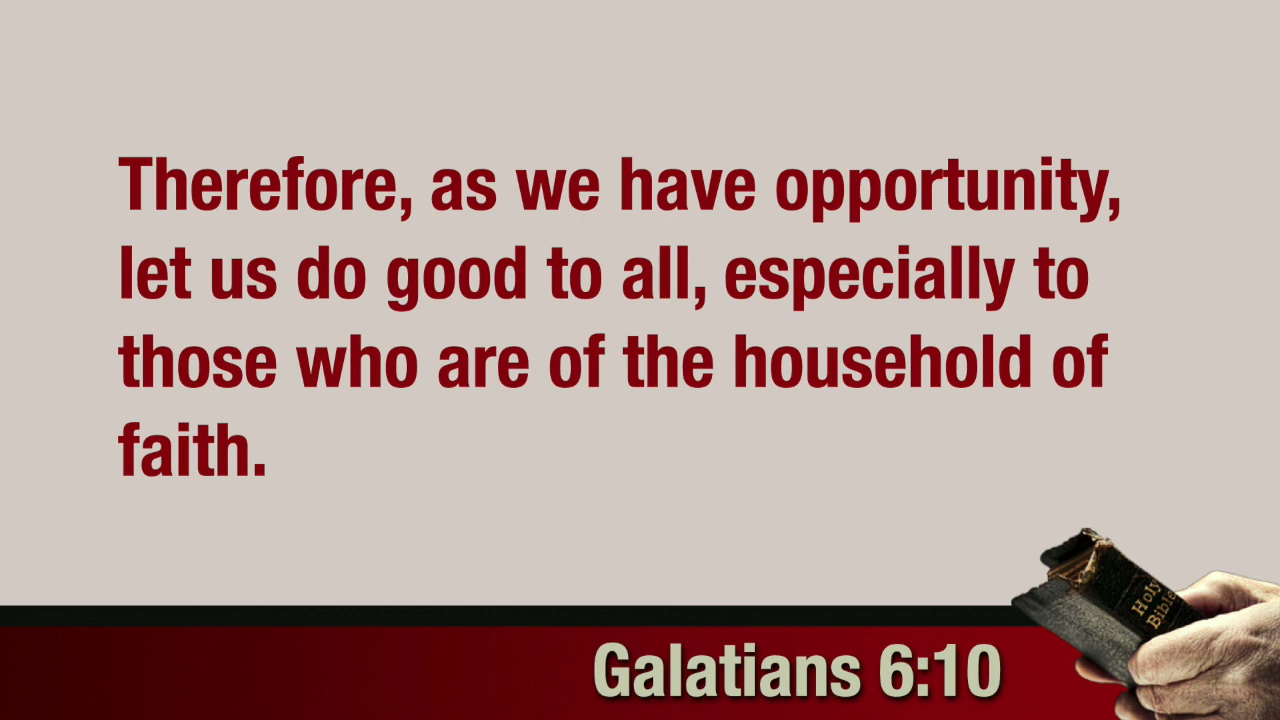 Therefore, as we have opportunity,
let us do good to all, especially to
those who are of the household of
faith.
Holy
Bible
Galatians 6:10